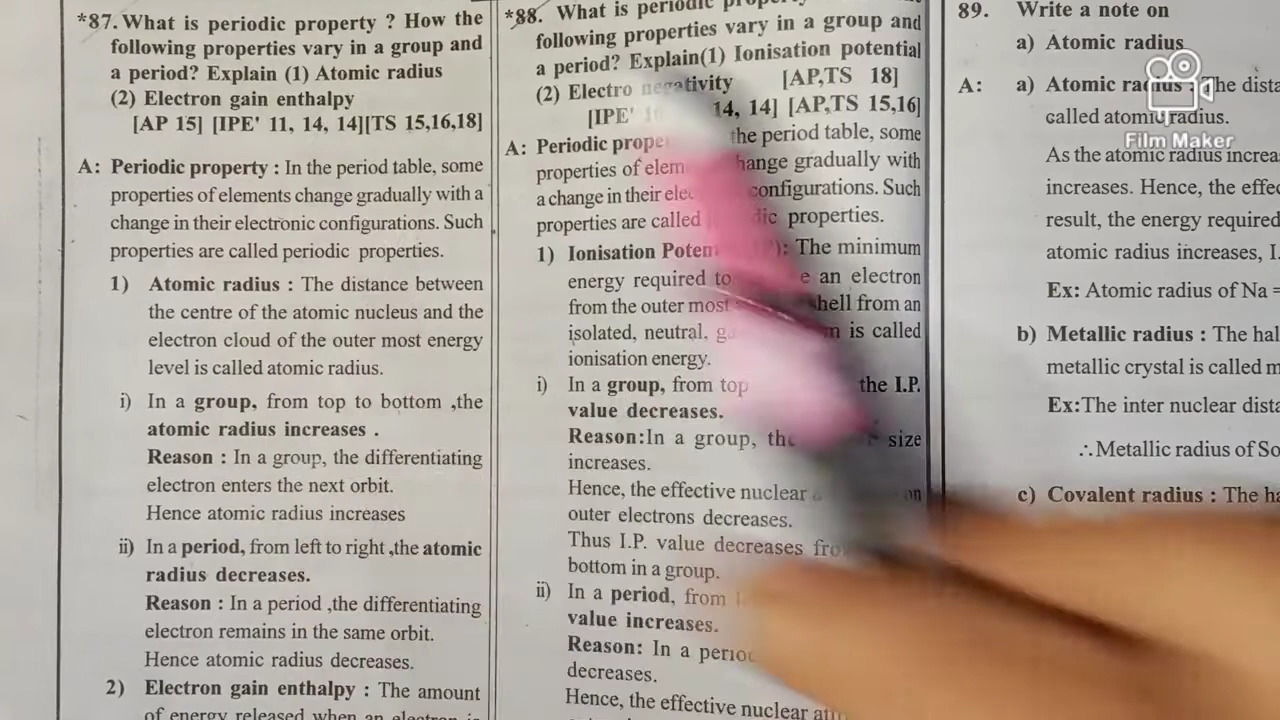 *87. What is periodic property ? How the
following properties vary in a group and
a period? Explain (1) Atomic radius
(2) Electron gain enthalpy
[AP 15] [IPE' 11, 14, 14][TS 15,16,18]
A: Periodic property : In the period table, some
properties of elements change gradually with a
change in their electronic configurations. Such
properties are called periodic properties.
1) Atomic radius : The distance between
the centre of the atomic nucleus and the
electron cloud of the outer most energy
level is called atomic radius.
i) In a group, from top to bottom ,the
atomic radius increases .
Reason : In a group, the differentiating
electron enters the next orbit.
Hence atomic radius increases
ii) In a period, from left to right ,the atomic
radius decreases.
Reason : In a period ,the differentiating
electron remains in the same orbit.
Hence atomic radius decreases.
2) Electron gain enthalpy : The amount
of energy released when an electron is
*88. What is periodic
following properties vary in a group and
a period? Explain(1) Ionisation potential
(2) Electro negativity [AP,TS 18]
[IPE' 14, 14] [AP,TS 15,16]
A: Periodic the period table, some
properties of change gradually with
a change in their configurations. Such
properties are called properties.
1) Ionisation The minimum
energy required to an electron
from the outer most shell from an
isolated, neutral, is called
ionisation energy.
i) In a group, from top the I.P.
value decreases.
Reason:In a group, size
increases.
Hence, the effective nuclear on
outer electrons decreases.
Thus I.P. value decreases
bottom in a group.
ii) In a period, from
value increases.
Reason: In a
decreases.
Hence, the effective nuclear
89. Write a note on
a) Atomic radius
A: a) Atomic radius : The
called atomic radius.
As the atomic radius
increases. Hence, the
result, the energy required
atomic radius increases,
Ex: Atomic radius of Na =
b) Metallic radius : The
metallic crystal is called
Ex:The inter nuclear
∴Metallic radius of
c) Covalent radius : The
Film Maker